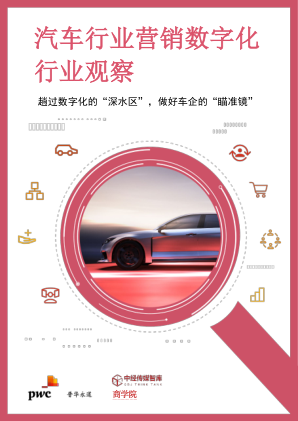 汽车行业营销数字化
行业观察
趟过数字化的“深水区”，做好车企的“瞄准镜”
pwc
普华永道
中经传媒智库
商学院